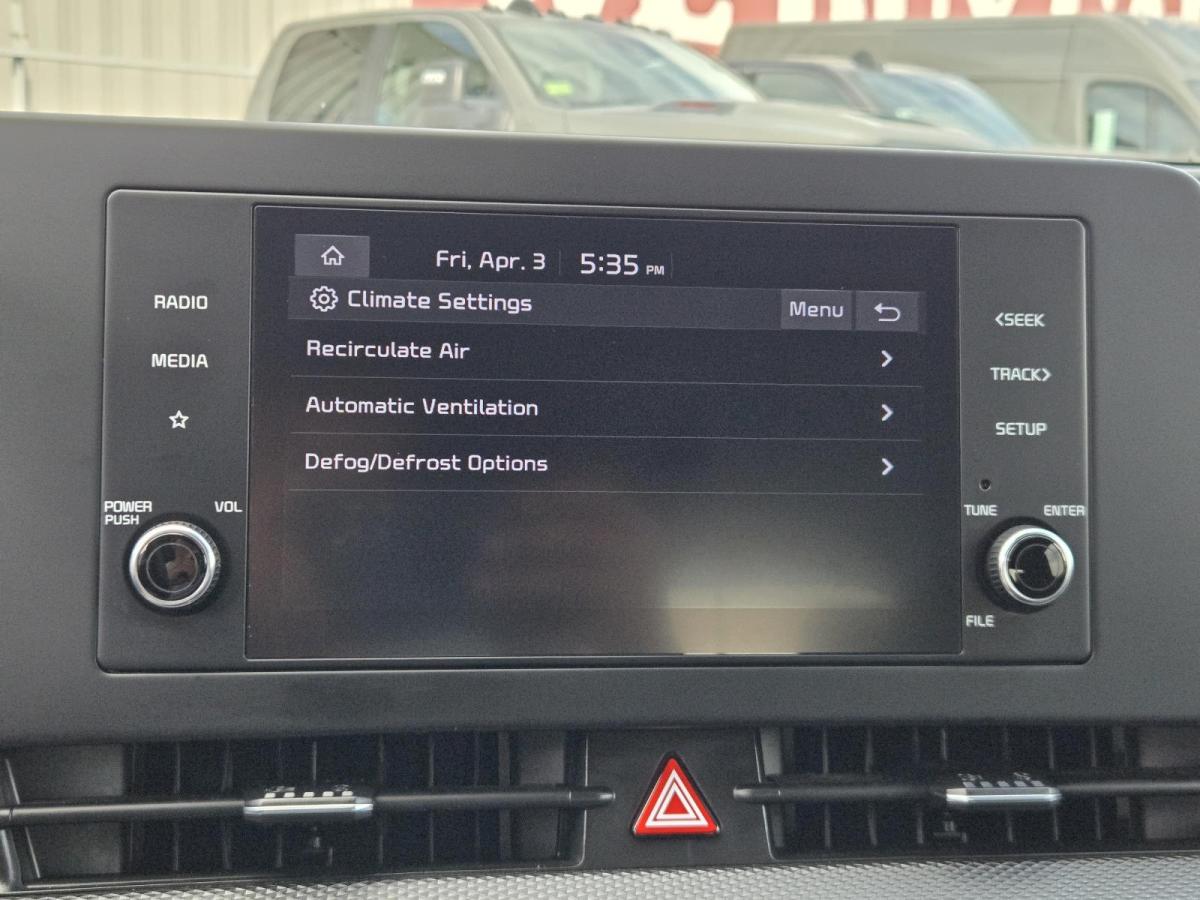 RADIO
MEDIA
POWER
PUSH
VOL
Fri, Apr. 3
5:35 PM
Climate Settings
Menu
Recirculate Air
Automatic Ventilation
Defog/Defrost Options
<SEEK
TRACK>
SETUP
TUNE
ENTER
FILE